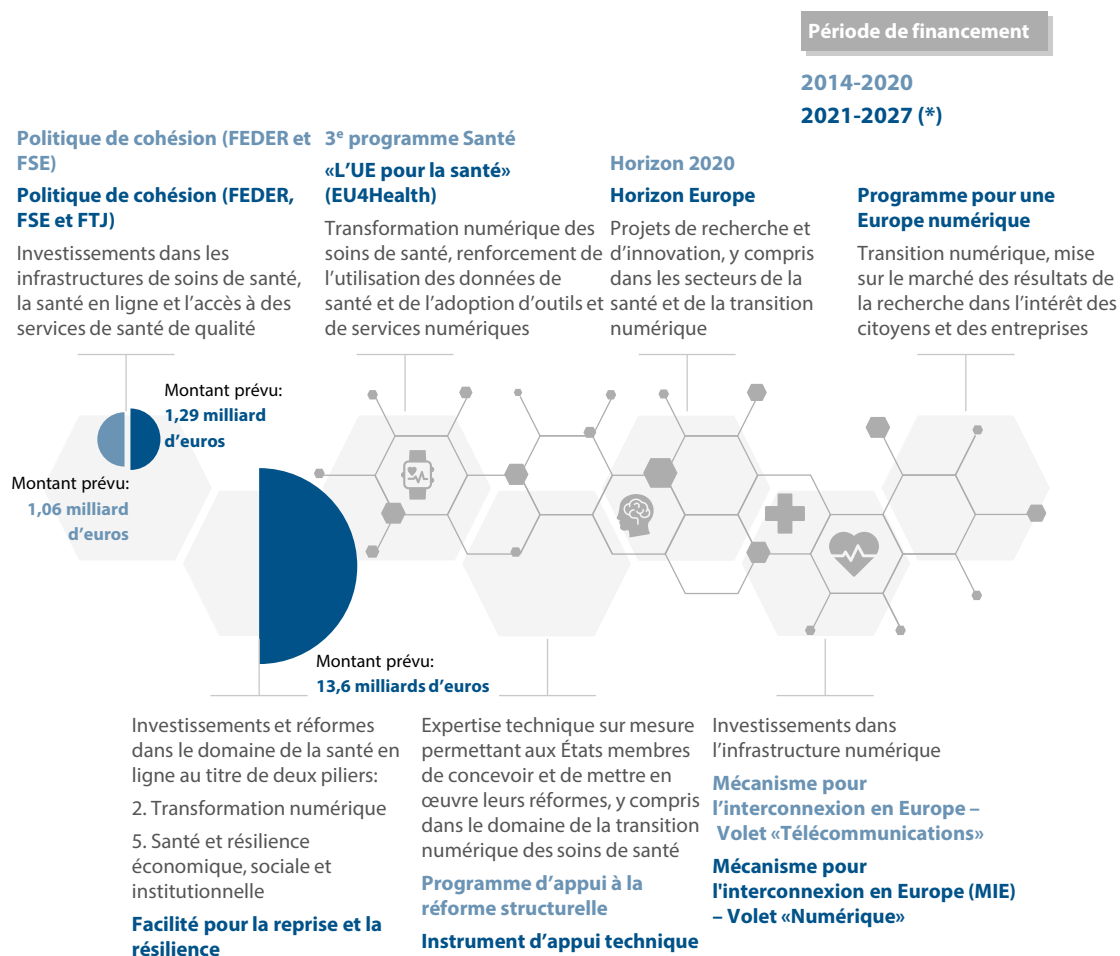 Période de financement
2014-2020
2021-2027 (*)
Politique de cohésion (FEDER et
FSE)
Politique de cohésion (FEDER,
FSE et FTJ)
Investissements dans les
infrastructures de soins de santé,
la santé en ligne et l’accès à des
services de santé de qualité
3e programme Santé
«L’UE pour la santé»
(EU4Health)
Transformation numérique des
soins de santé, renforcement de
l’utilisation des données de
santé et de l’adoption d’outils et
de services numériques
Horizon 2020
Horizon Europe
Projets de recherche et
d’innovation, y compris
dans les secteurs de la
santé et de la transition
numérique
Programme pour une
Europe numérique
Transition numérique, mise
sur le marché des résultats de
la recherche dans l’intérêt des
citoyens et des entreprises
Montant prévu:
1,29 milliard
d’euros
Montant prévu:
1,06 milliard
d’euros
Montant prévu:
13,6 milliards d’euros
Investissements et réformes
dans le domaine de la santé en
ligne au titre de deux piliers:
2. Transformation numérique
5. Santé et résilience
économique, sociale et
institutionnelle
Facilité pour la reprise et la
résilience
Expertise technique sur mesure
permettant aux États membres
de concevoir et de mettre en
œuvre leurs réformes, y compris
dans le domaine de la transition
numérique des soins de santé
Programme d’appui à la
réforme structurelle
Instrument d’appui technique
Investissements dans
l’infrastructure numérique
Mécanisme pour
l’interconnexion en Europe –
Volet «Télécommunications»
Mécanisme pour
l'interconnexion en Europe (MIE)
– Volet «Numérique»